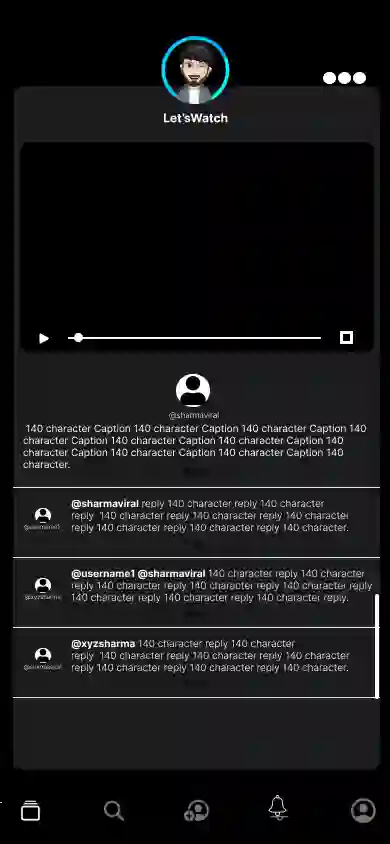 Let'sWatch
@sharmaviral
140 character Caption 140 character Caption 140 character Caption 140
character Caption 140 character Caption 140 character Caption 140
character Caption 140 character Caption 140 character Caption 140
character.
@sharmaviral reply 140 character reply 140 character
@username1
reply 140 character reply 140 character reply 140 character
reply 140 character reply 140 character reply 140 character.
@username1 @sharmaviral 140 character reply 140 character
@xyzsharma
reply 140 character reply 140 character reply 140 character reply
140 character reply 140 character reply 140 character reply.
@xyzsharma 140 character reply 140 character
@sharmaviral
reply 140 character reply 140 character reply 140 character
reply 140 character reply 140 character reply 140 character.